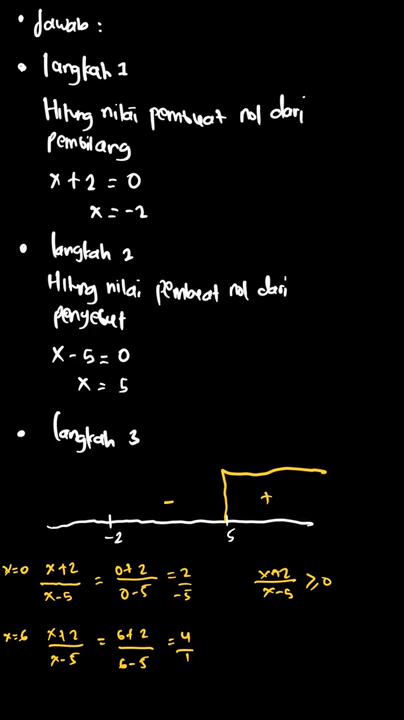 • Jawab :
• langkah 1
Hitung nilai pembuat nol dari
pembilang
x + 2 = 0
x = -2
• langkah 2
Hitung nilai pembuat nol dari
penyebut
x - 5 = 0
x = 5
• langkah 3
- +
-2 5
x=0 x+2/x-5 = 0+2/0-5 = 2/-5 x+2/x-5 ≥ 0
x=6 x+2/x-5 = 6+2/6-5 = 4/1